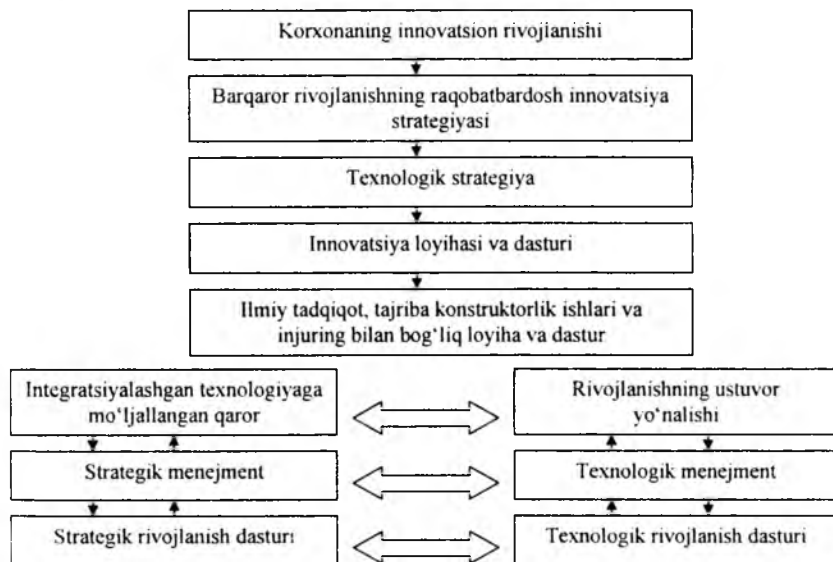 Korxonaning innovatsion rivojlanishi
Barqaror rivojlanishning raqobatbardosh innovatsiya
strategiyasi
Texnologik strategiya
Innovatsiya loyihasi va dasturi
Ilmiy tadqiqot, tajriba konstruktorlik ishlari va
injuring bilan bog‘liq loyiha va dastur
Integratsiyalashgan texnologiyaga
mo‘ljallangan qaror
Rivojlanishning ustuvor
yo‘nalishi
Strategik menejment
Texnologik menejment
Strategik rivojlanish dasturi
Texnologik rivojlanish dasturi